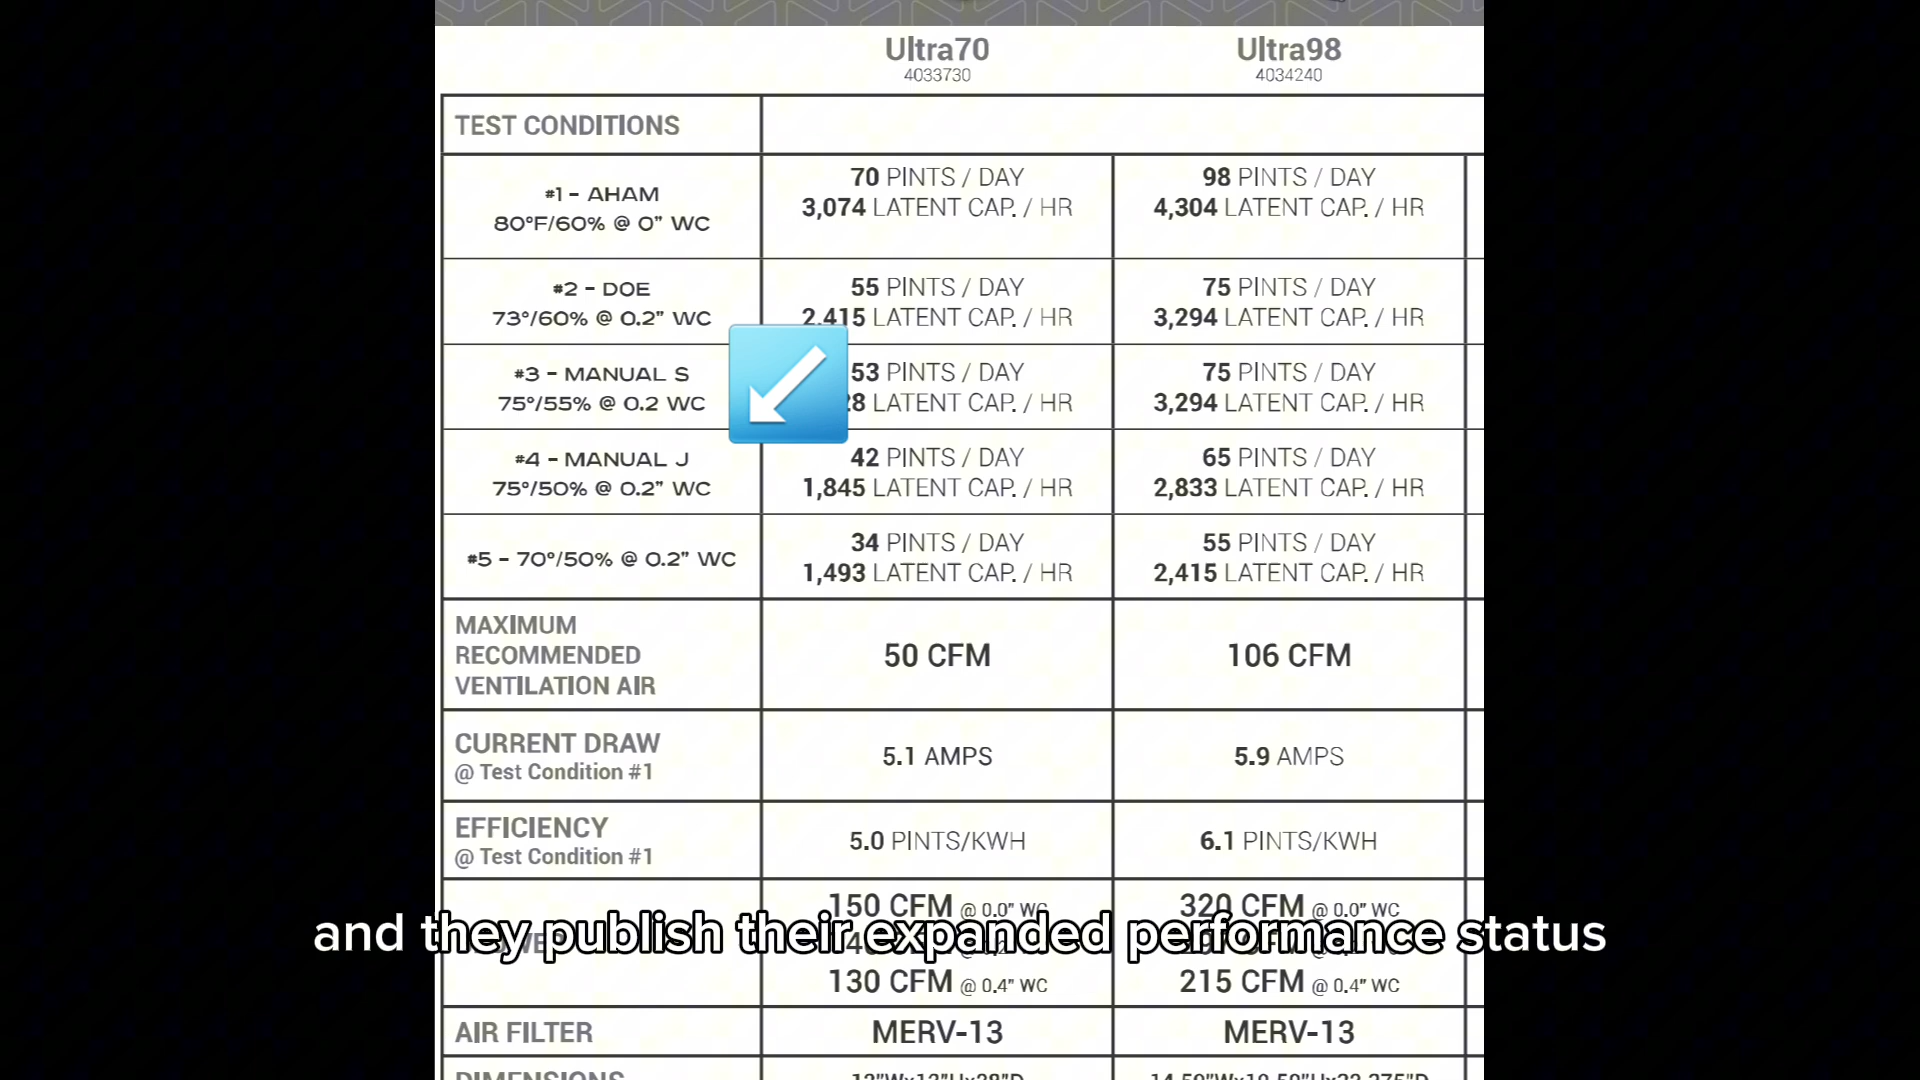 Ultra70 Ultra98
4033730 4034240
TEST CONDITIONS
#1 - AHAM
80°F/60% @ 0" WC
70 PINTS / DAY
3,074 LATENT CAP. / HR
98 PINTS / DAY
4,304 LATENT CAP. / HR
#2 - DOE
73°/60% @ 0.2" WC
55 PINTS / DAY
2,415 LATENT CAP. / HR
75 PINTS / DAY
3,294 LATENT CAP. / HR
#3 - MANUAL S
75°/55% @ 0.2 WC
53 PINTS / DAY
LATENT CAP. / HR
75 PINTS / DAY
3,294 LATENT CAP. / HR
#4 - MANUAL J
75°/50% @ 0.2" WC
42 PINTS / DAY
1,845 LATENT CAP. / HR
65 PINTS / DAY
2,833 LATENT CAP. / HR
#5 - 70°/50% @ 0.2" WC
34 PINTS / DAY
1,493 LATENT CAP. / HR
55 PINTS / DAY
2,415 LATENT CAP. / HR
MAXIMUM
RECOMMENDED
VENTILATION AIR
50 CFM
106 CFM
CURRENT DRAW
@ Test Condition #1
5.1 AMPS
5.9 AMPS
EFFICIENCY
@ Test Condition #1
5.0 PINTS/KWH
6.1 PINTS/KWH
150 CFM @ 0.0" WC
320 CFM @ 0.0" WC
and they publish their expanded performance status
130 CFM @ 0.4" WC
215 CFM @ 0.4" WC
AIR FILTER
MERV-13
MERV-13
DIMENSIONS